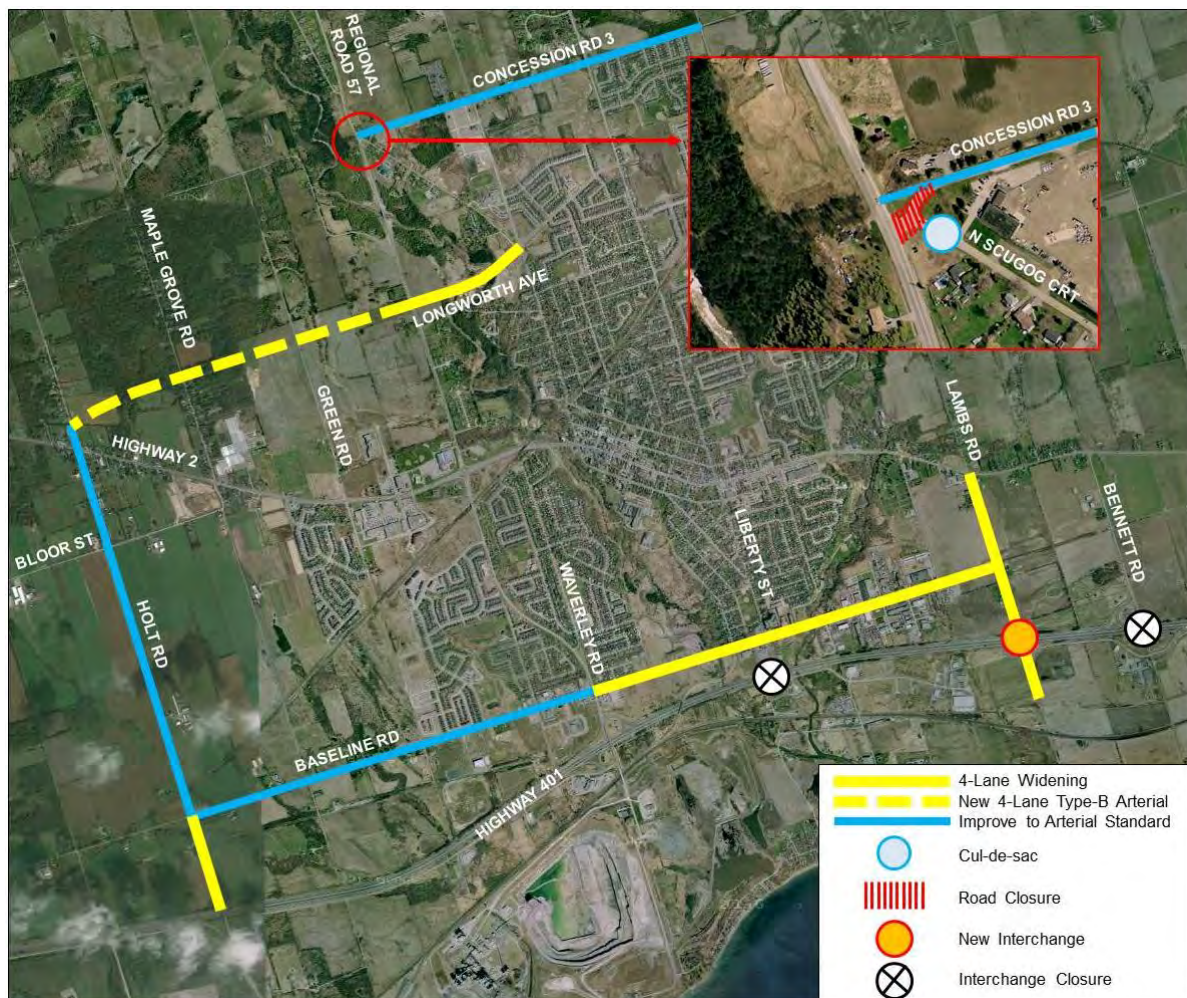 REGIONAL
ROAD 57
CONCESSION RD 3
CONCESSION RD 3
N SCUGOG CRT
MAPLE GROVE RD
LONGWORTH AVE
GREEN RD
HIGHWAY 2
LAMBS RD
BENNETT RD
BLOOR ST
LIBERTY ST
HOLT RD
WAVERLEY RD
BASELINE RD
HIGHWAY 401
4-Lane Widening
New 4-Lane Type-B Arterial
Improve to Arterial Standard
Cul-de-sac
Road Closure
New Interchange
Interchange Closure